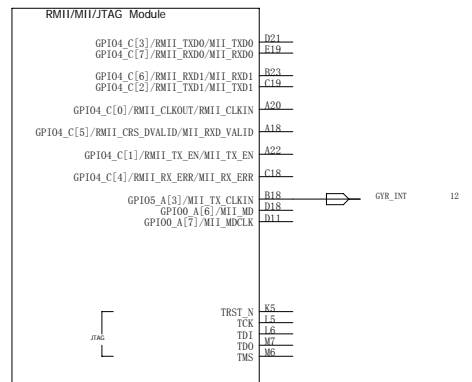 RMII/MII/JTAG Module
GPIO4_C[3]/RMII_TXD0/MII_TXD0 D21
GPIO4_C[7]/RMII_RXD0/MII_RXD0 E19
GPIO4_C[6]/RMII_RXD1/MII_RXD1 B23
GPIO4_C[2]/RMII_TXD1/MII_TXD1 C19
GPIO4_C[0]/RMII_CLKOUT/RMII_CLKIN A20
GPIO4_C[5]/RMII_CRS_DVALID/MII_RXD_VALID A18
GPIO4_C[1]/RMII_TX_EN/MII_TX_EN A22
GPIO4_C[4]/RMII_RX_ERR/MII_RX_ERR C18
GPIO5_A[3]/MII_TX_CLKIN B18 GYR_INT 12
GPIO0_A[6]/MII_MD D18
GPIO0_A[7]/MII_MDCLK D11
TRST_N K5
TCK L5
JTAG TDI L6
TDO M7
TMS M6